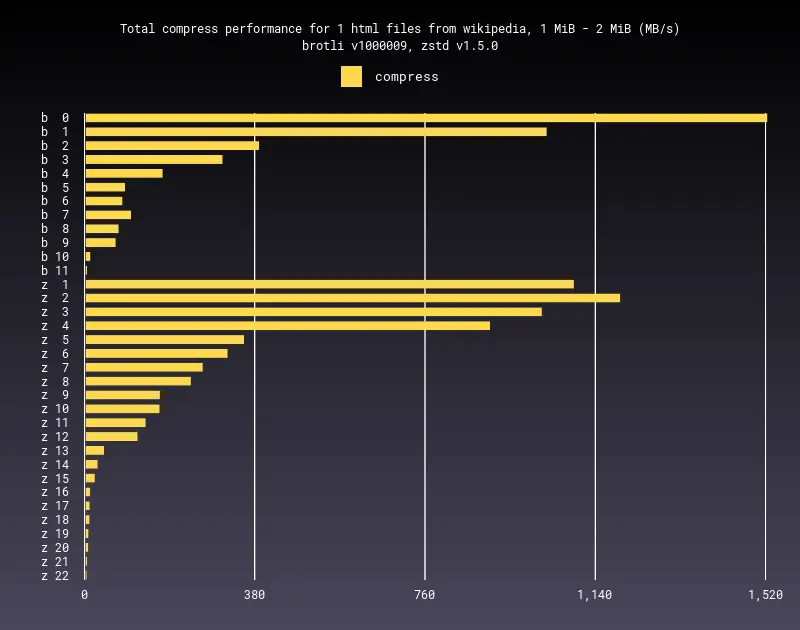 Total compress performance for 1 html files from wikipedia, 1 MiB - 2 MiB (MB/s)
brotli v1000009, zstd v1.5.0
compress
b 0
b 1
b 2
b 3
b 4
b 5
b 6
b 7
b 8
b 9
b 10
b 11
z 1
z 2
z 3
z 4
z 5
z 6
z 7
z 8
z 9
z 10
z 11
z 12
z 13
z 14
z 15
z 16
z 17
z 18
z 19
z 20
z 21
z 22
0 380 760 1,140 1,520